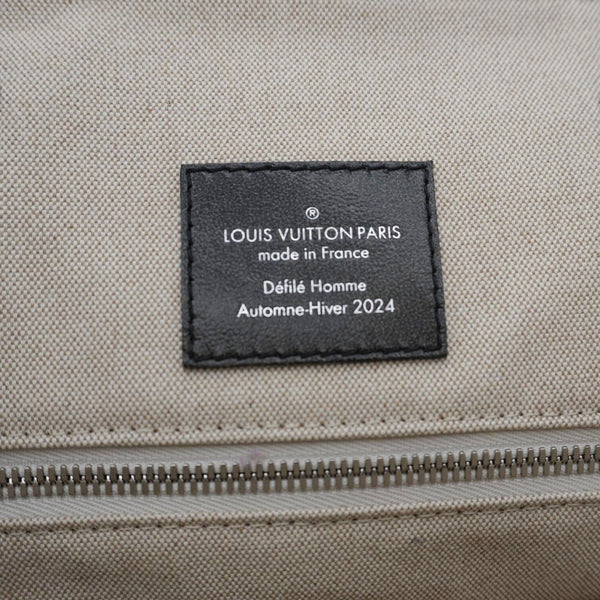 ®
LOUIS VUITTON PARIS
made in France
Défilé Homme
Automne-Hiver 2024